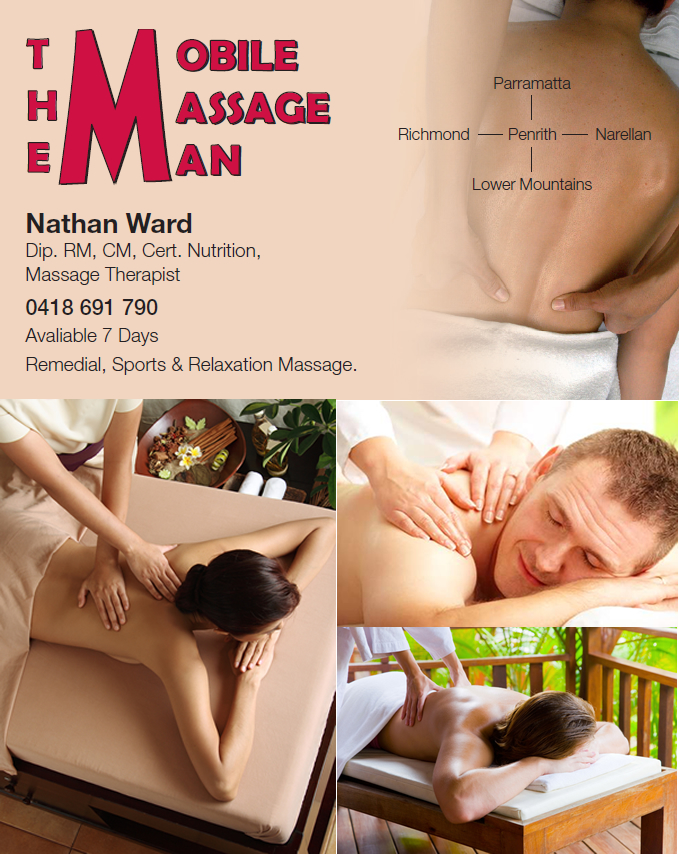 THE MOBILE MASSAGE MAN
Nathan Ward
Dip. RM, CM, Cert. Nutrition,
Massage Therapist
0418 691 790
Avaliable 7 Days
Remedial, Sports & Relaxation Massage.
Parramatta
Richmond — Penrith — Narellan
Lower Mountains